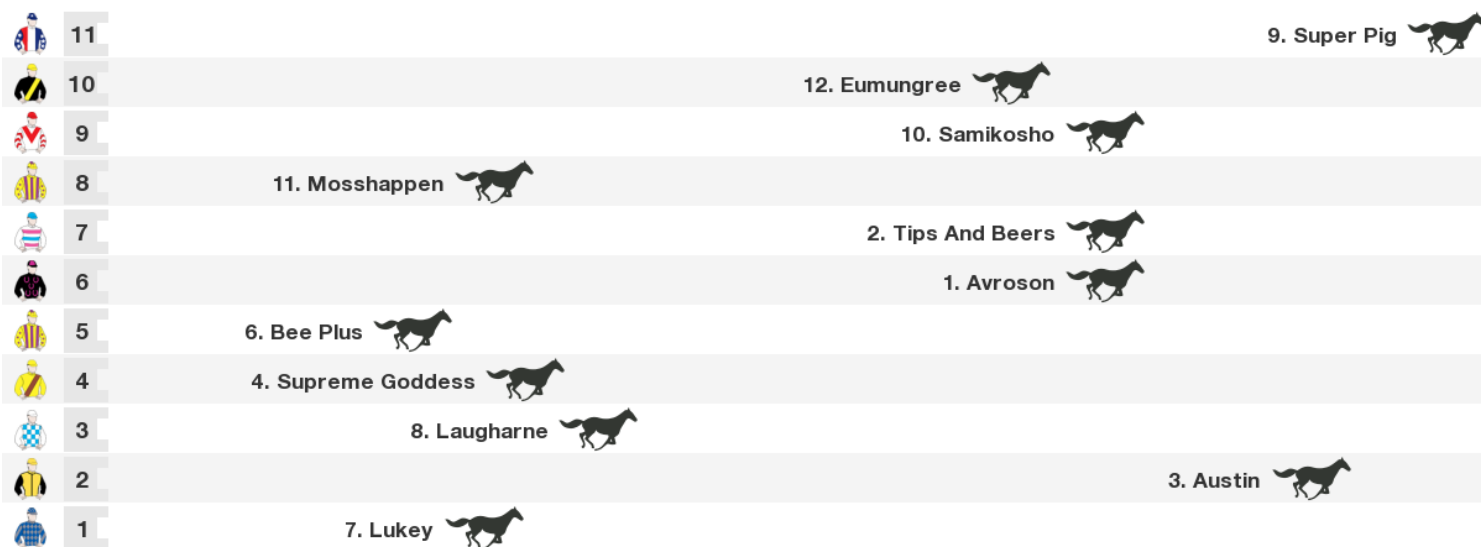 11 9. Super Pig
10 12. Eumungree
9 10. Samikosho
8 11. Mosshappen
7 2. Tips And Beers
6 1. Avroson
5 6. Bee Plus
4 4. Supreme Goddess
3 8. Laugharne
2 3. Austin
1 7. Lukey